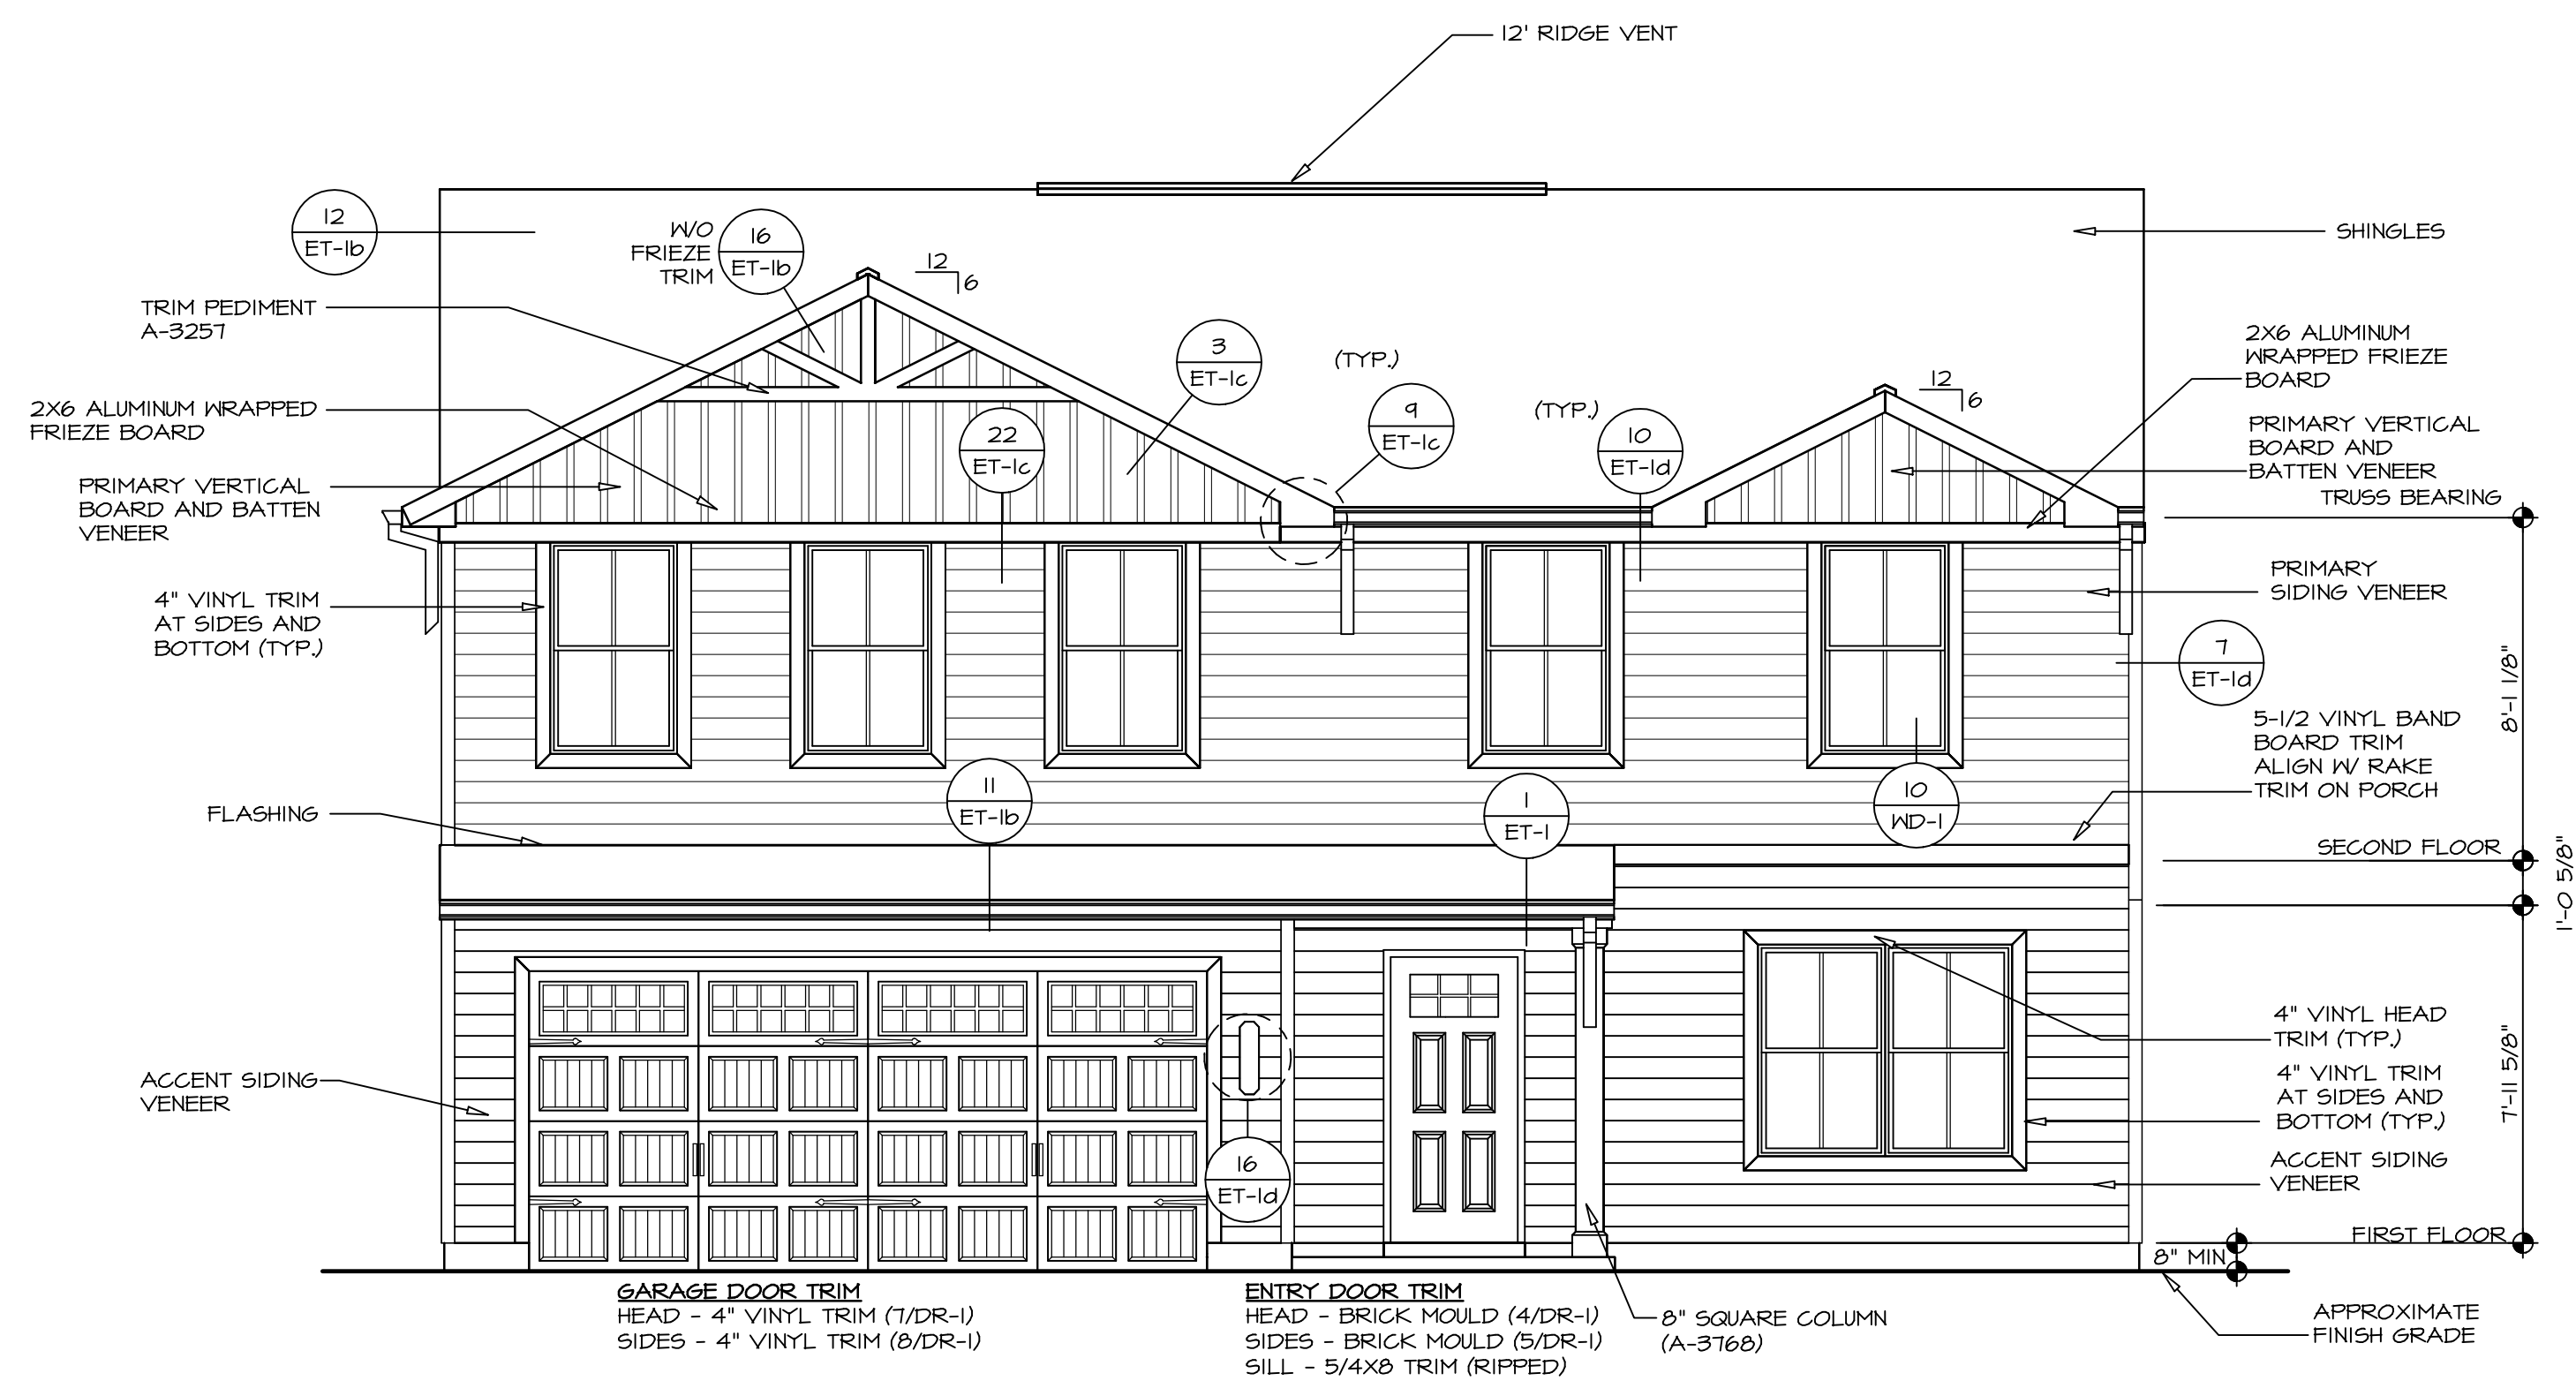 12' RIDGE VENT
12
ET-1b
W/O
FRIEZE
TRIM
16
ET-1b
12
6
SHINGLES
TRIM PEDIMENT
A-3257
3
ET-1c
(TYP.)
9
ET-1c
(TYP.)
10
ET-1d
12
6
2X6 ALUMINUM
WRAPPED FRIEZE
BOARD
2X6 ALUMINUM WRAPPED
FRIEZE BOARD
22
ET-1c
PRIMARY VERTICAL
BOARD AND
BATTEN VENEER
TRUSS BEARING
PRIMARY VERTICAL
BOARD AND BATTEN
VENEER
4" VINYL TRIM
AT SIDES AND
BOTTOM (TYP.)
PRIMARY
SIDING VENEER
7
ET-1d
8'-1 1/8"
5-1/2 VINYL BAND
BOARD TRIM
ALIGN W/ RAKE
TRIM ON PORCH
FLASHING
11
ET-1b
1
ET-1
10
WD-1
SECOND FLOOR
1'-0 5/8"
4" VINYL HEAD
TRIM (TYP.)
4" VINYL TRIM
AT SIDES AND
BOTTOM (TYP.)
7'-11 5/8"
ACCENT SIDING
VENEER
ACCENT SIDING
VENEER
16
ET-1d
FIRST FLOOR
8" MIN
GARAGE DOOR TRIM
HEAD - 4" VINYL TRIM (7/DR-1)
SIDES - 4" VINYL TRIM (8/DR-1)
ENTRY DOOR TRIM
HEAD - BRICK MOULD (4/DR-1)
SIDES - BRICK MOULD (5/DR-1)
SILL - 5/4X8 TRIM (RIPPED)
8" SQUARE COLUMN
(A-3768)
APPROXIMATE
FINISH GRADE